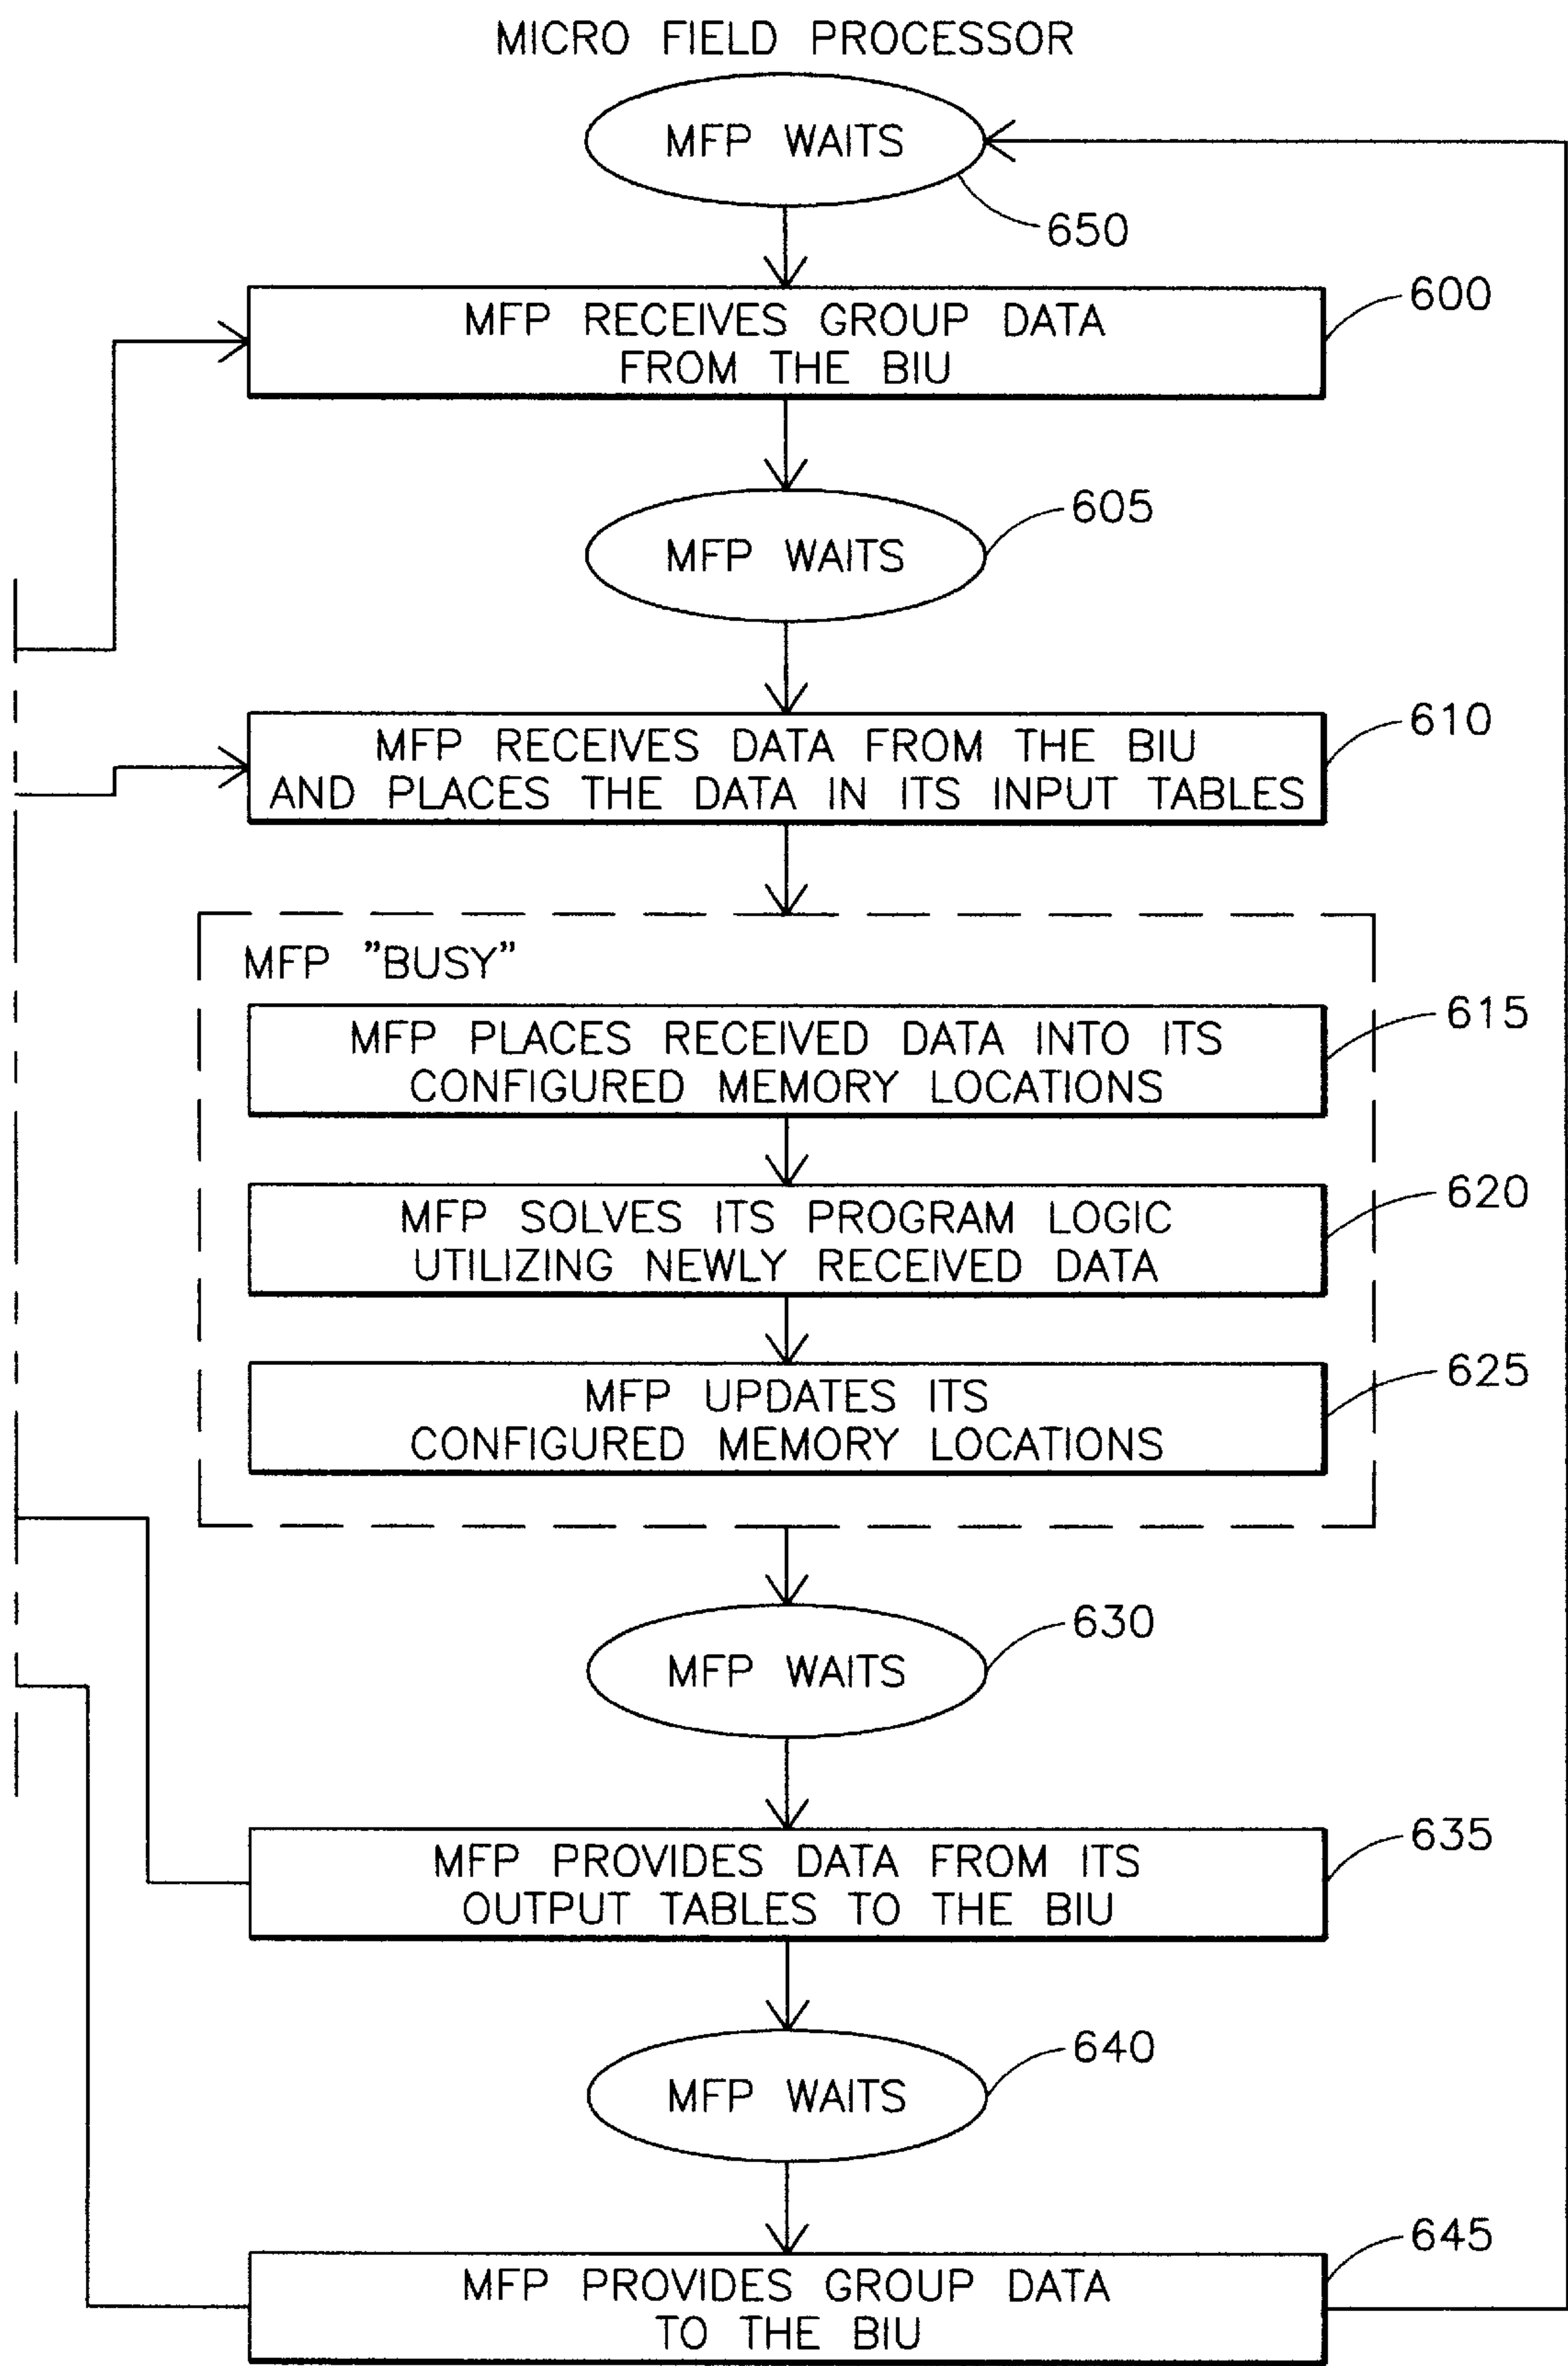 MICRO FIELD PROCESSOR
MFP WAITS
650
600
MFP RECEIVES GROUP DATA
FROM THE BIU
605
MFP WAITS
610
MFP RECEIVES DATA FROM THE BIU
AND PLACES THE DATA IN ITS INPUT TABLES
MFP "BUSY"
615
MFP PLACES RECEIVED DATA INTO ITS
CONFIGURED MEMORY LOCATIONS
620
MFP SOLVES ITS PROGRAM LOGIC
UTILIZING NEWLY RECEIVED DATA
625
MFP UPDATES ITS
CONFIGURED MEMORY LOCATIONS
630
MFP WAITS
635
MFP PROVIDES DATA FROM ITS
OUTPUT TABLES TO THE BIU
640
MFP WAITS
645
MFP PROVIDES GROUP DATA
TO THE BIU